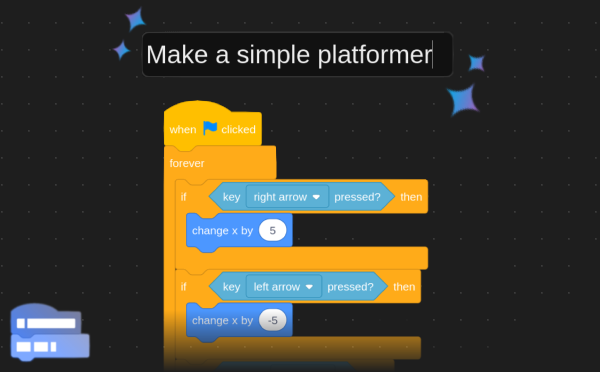 Make a simple platformer
when clicked
forever
if key right arrow pressed? then
change x by 5
if key left arrow pressed? then
change x by -5